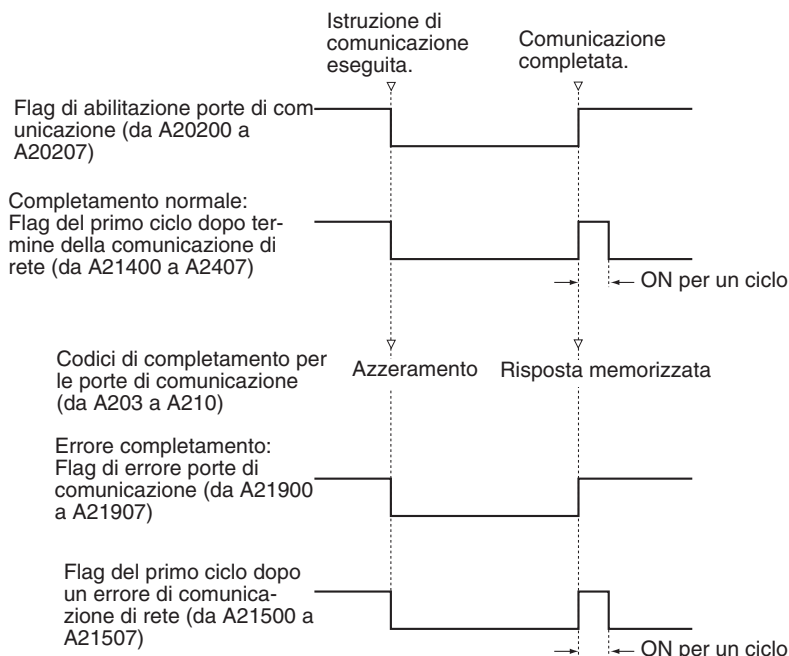 Istruzione di
comunicazione
eseguita.
Comunicazione
completata.
Flag di abilitazione porte di com
unicazione (da A20200 a
A20207)
Completamento normale:
Flag del primo ciclo dopo ter-
mine della comunicazione di
rete (da A21400 a A2407)
ON per un ciclo
Codici di completamento per
le porte di comunicazione
(da A203 a A210)
Azzeramento
Risposta memorizzata
Errore completamento:
Flag di errore porte di
comunicazione (da A21900
a A21907)
Flag del primo ciclo dopo
un errore di comunica-
zione di rete (da A21500 a
A21507)
ON per un ciclo